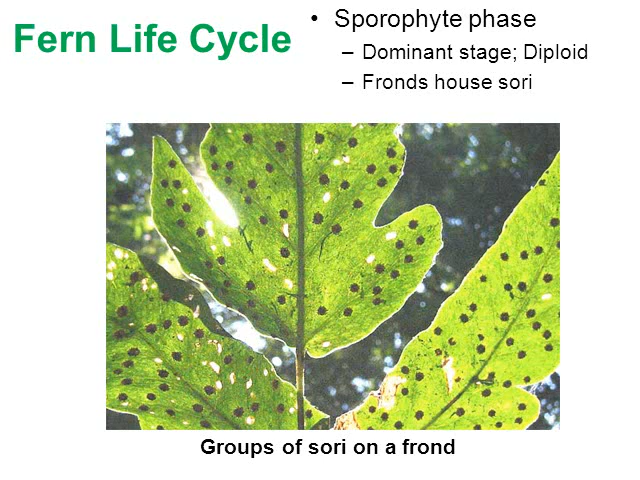 Fern Life Cycle
• Sporophyte phase
– Dominant stage; Diploid
– Fronds house sori
Groups of sori on a frond